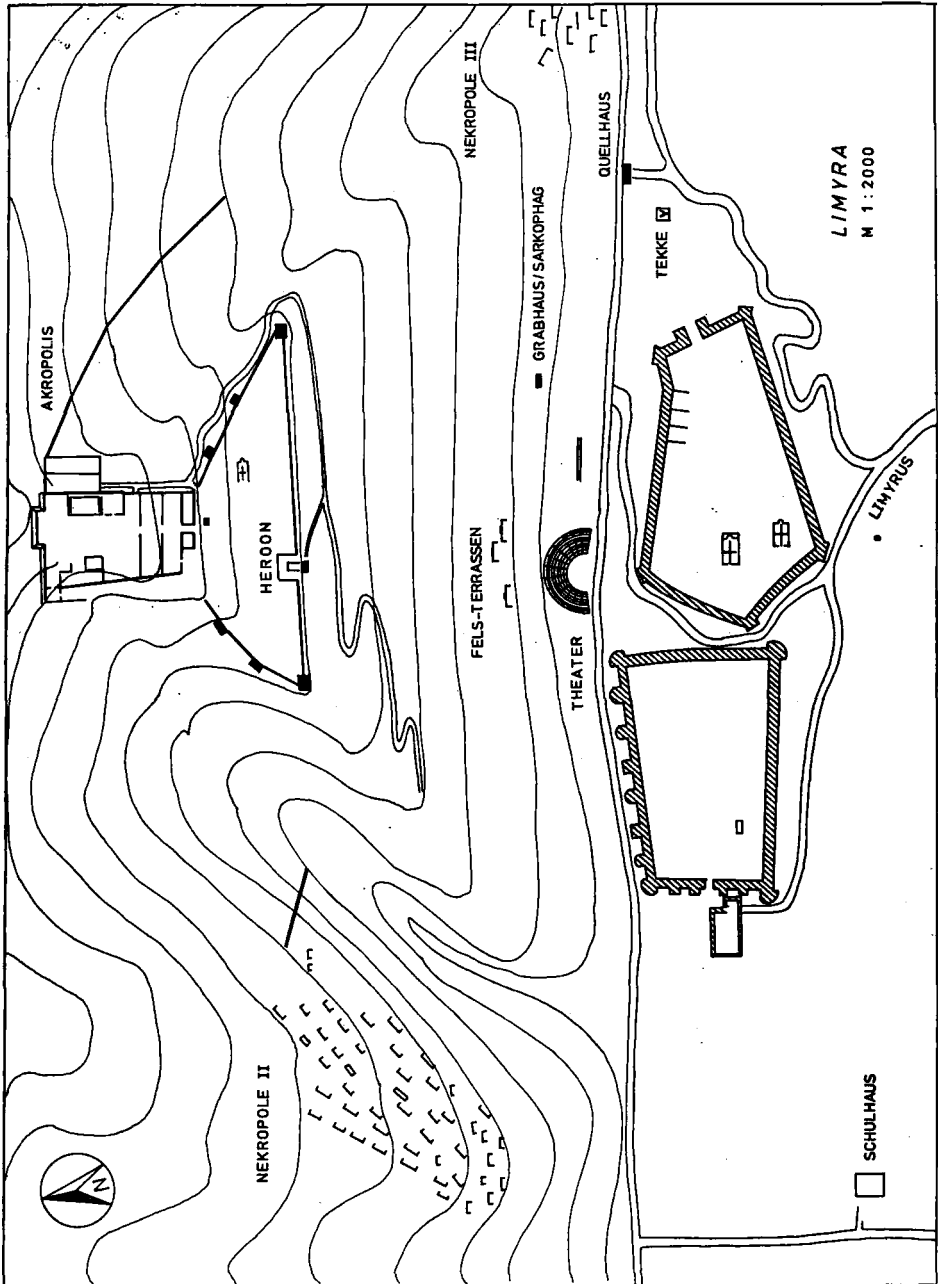 AKROPOLIS
NEKROPOLE III
HEROON
GRABHAUS/SARKOPHAG
QUELLHAUS
TEKKE
LIMYRA
M 1:2000
FELS-TERRASSEN
THEATER
LIMYRUS
NEKROPOLE II
N
SCHULHAUS